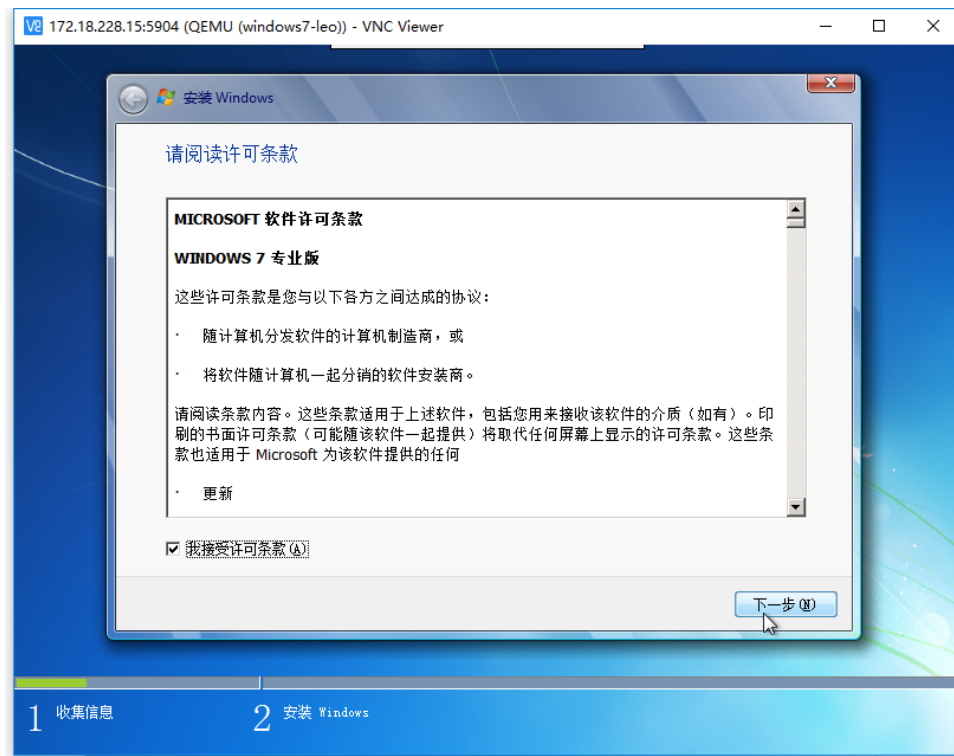 172.18.228.15:5904 (QEMU (windows7-leo)) - VNC Viewer
安装 Windows
请阅读许可条款
MICROSOFT 软件许可条款
WINDOWS 7 专业版
这些许可条款是您与以下各方之间达成的协议：
· 随计算机分发软件的计算机制造商，或
· 将软件随计算机一起分销的软件安装商。
请阅读条款内容。这些条款适用于上述软件，包括您用来接收该软件的介质（如有）。印
刷的书面许可条款（可能随该软件一起提供）将取代任何屏幕上显示的许可条款。这些条
款也适用于 Microsoft 为该软件提供的任何
· 更新
我接受许可条款(A)
下一步(N)
1 收集信息
2 安装 Windows